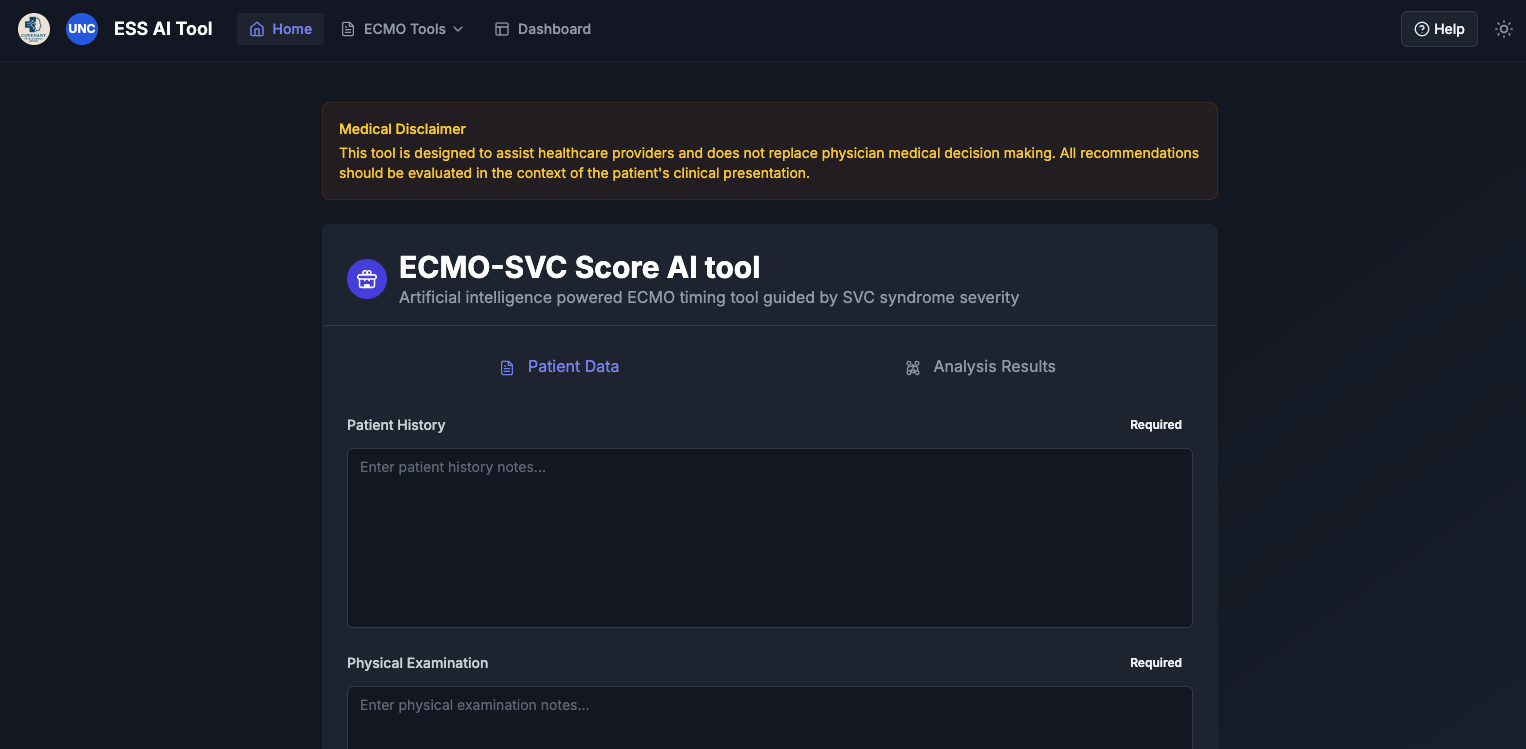 COVENANT
UNC
ESS AI Tool
Home
ECMO Tools
Dashboard
Help
Medical Disclaimer
This tool is designed to assist healthcare providers and does not replace physician medical decision making. All recommendations
should be evaluated in the context of the patient's clinical presentation.
ECMO-SVC Score AI tool
Artificial intelligence powered ECMO timing tool guided by SVC syndrome severity
Patient Data
Analysis Results
Patient History
Required
Enter patient history notes...
Physical Examination
Required
Enter physical examination notes...